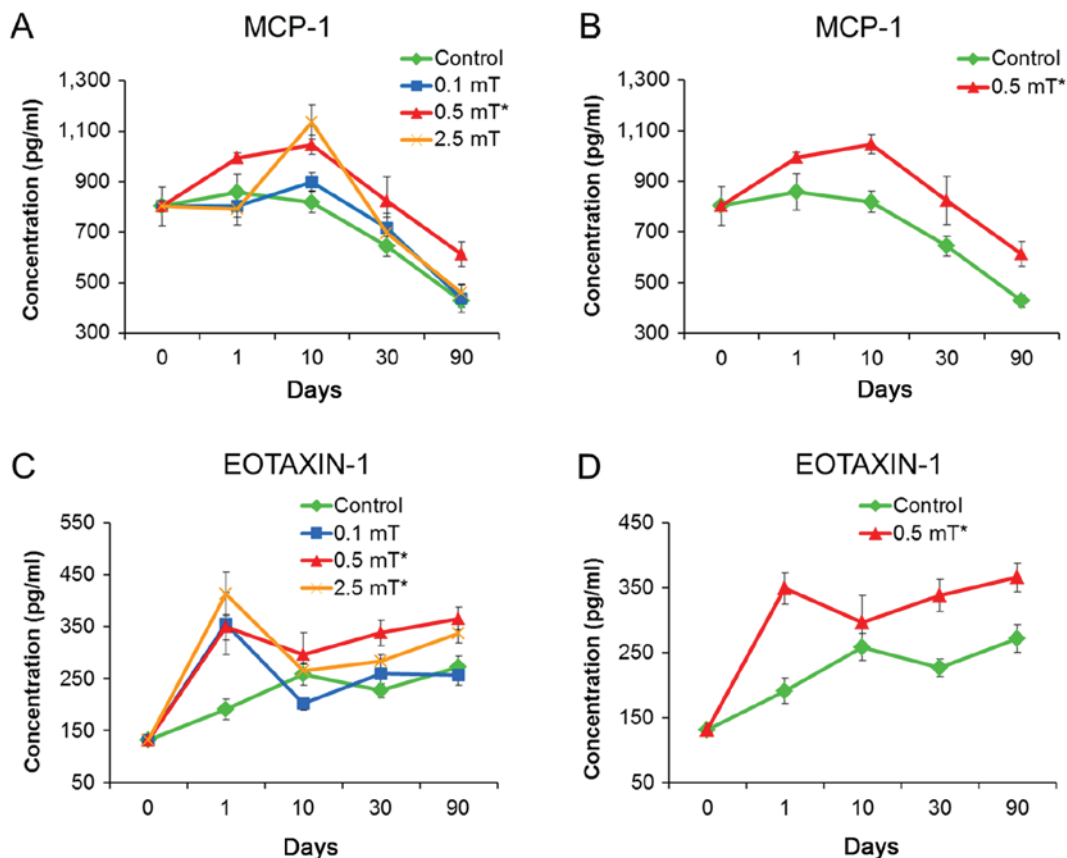 A
MCP-1
Control
0.1 mT
0.5 mT*
2.5 mT
1,300
1,100
900
700
500
300
Concentration (pg/ml)
0 1 10 30 90
Days
B
MCP-1
Control
0.5 mT*
1,300
1,100
900
700
500
300
Concentration (pg/ml)
0 1 10 30 90
Days
C
EOTAXIN-1
Control
0.1 mT
0.5 mT*
2.5 mT*
550
450
350
250
150
50
Concentration (pg/ml)
0 1 10 30 90
Days
D
EOTAXIN-1
Control
0.5 mT*
450
350
250
150
50
Concentration (pg/ml)
0 1 10 30 90
Days